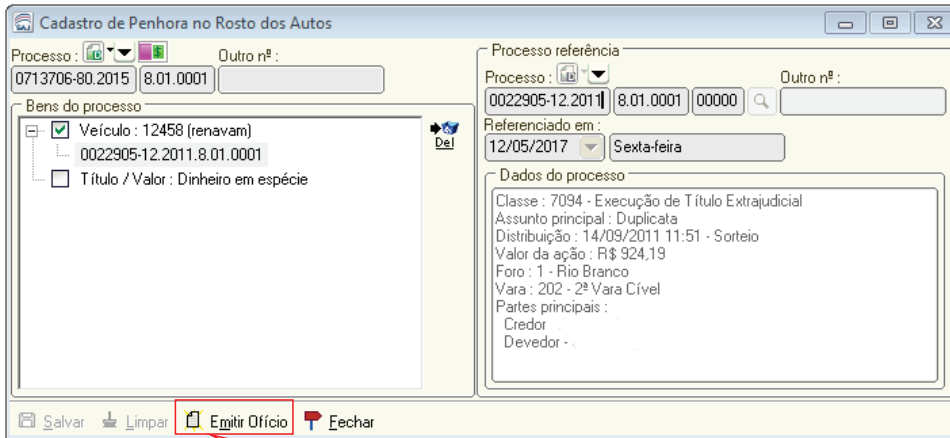 Cadastro de Penhora no Rosto dos Autos
Processo :
Outro nº :
0713706-80.2015 8.01.0001
Bens do processo
Veículo : 12458 (renavam)
0022905-12.2011.8.01.0001
Título / Valor : Dinheiro em espécie
Del
Processo referência
Processo :
Outro nº :
0022905-12.2011 8.01.0001 00000
Referenciado em :
12/05/2017 Sexta-feira
Dados do processo
Classe : 7094 - Execução de Título Extrajudicial
Assunto principal : Duplicata
Distribuição : 14/09/2011 11:51 - Sorteio
Valor da ação : R$ 924,19
Foro : 1 - Rio Branco
Vara : 202 - 2ª Vara Cível
Partes principais :
Credor
Devedor -
Salvar Limpar Emitir Ofício Fechar